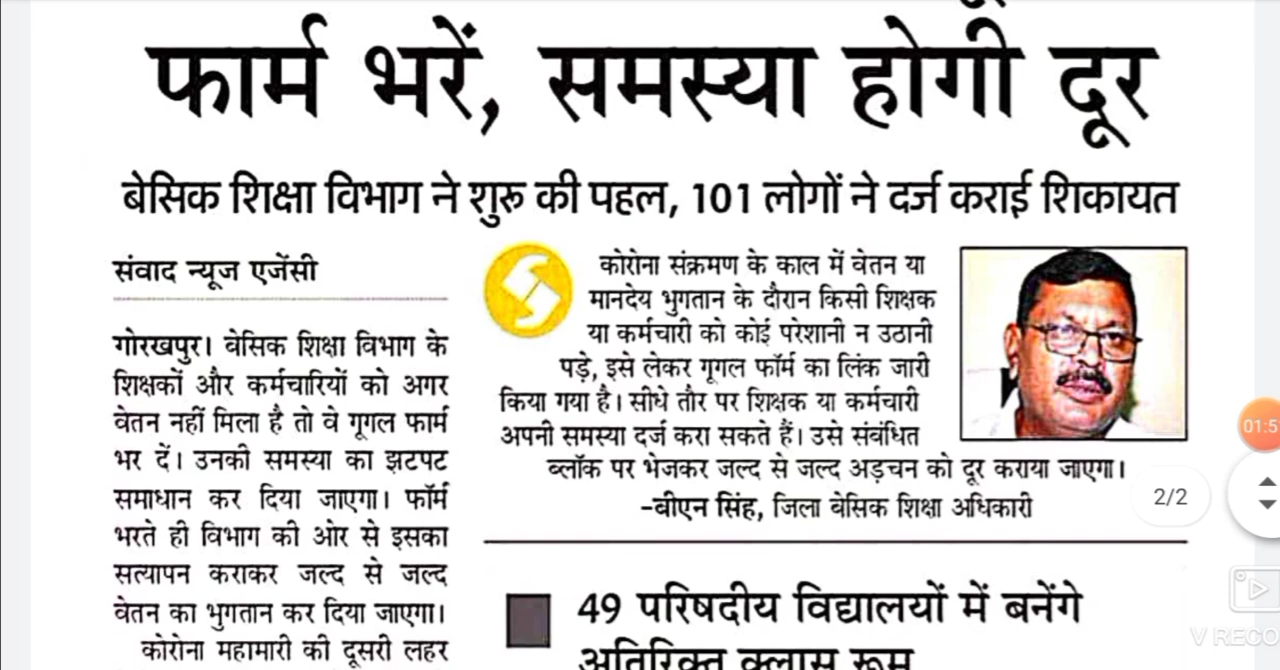 फार्म भरें, समस्या होगी दूर
बेसिक शिक्षा विभाग ने शुरू की पहल, 101 लोगों ने दर्ज कराई शिकायत
संवाद न्यूज एजेंसी
गोरखपुर। बेसिक शिक्षा विभाग के
शिक्षकों और कर्मचारियों को अगर
वेतन नहीं मिला है तो वे गूगल फार्म
भर दें। उनकी समस्या का झटपट
समाधान कर दिया जाएगा। फॉर्म
भरते ही विभाग की ओर से इसका
सत्यापन कराकर जल्द से जल्द
वेतन का भुगतान कर दिया जाएगा।
कोरोना महामारी की दूसरी लहर
कोरोना संक्रमण के काल में वेतन या
मानदेय भुगतान के दौरान किसी शिक्षक
या कर्मचारी को कोई परेशानी न उठानी
पड़े, इसे लेकर गूगल फॉर्म का लिंक जारी
किया गया है। सीधे तौर पर शिक्षक या कर्मचारी
अपनी समस्या दर्ज करा सकते हैं। उसे संबंधित
ब्लॉक पर भेजकर जल्द से जल्द अड़चन को दूर कराया जाएगा।
-बीएन सिंह, जिला बेसिक शिक्षा अधिकारी
49 परिषदीय विद्यालयों में बनेंगे
अतिरिक्त क्लास रूम
2/2
01:5
V RECO